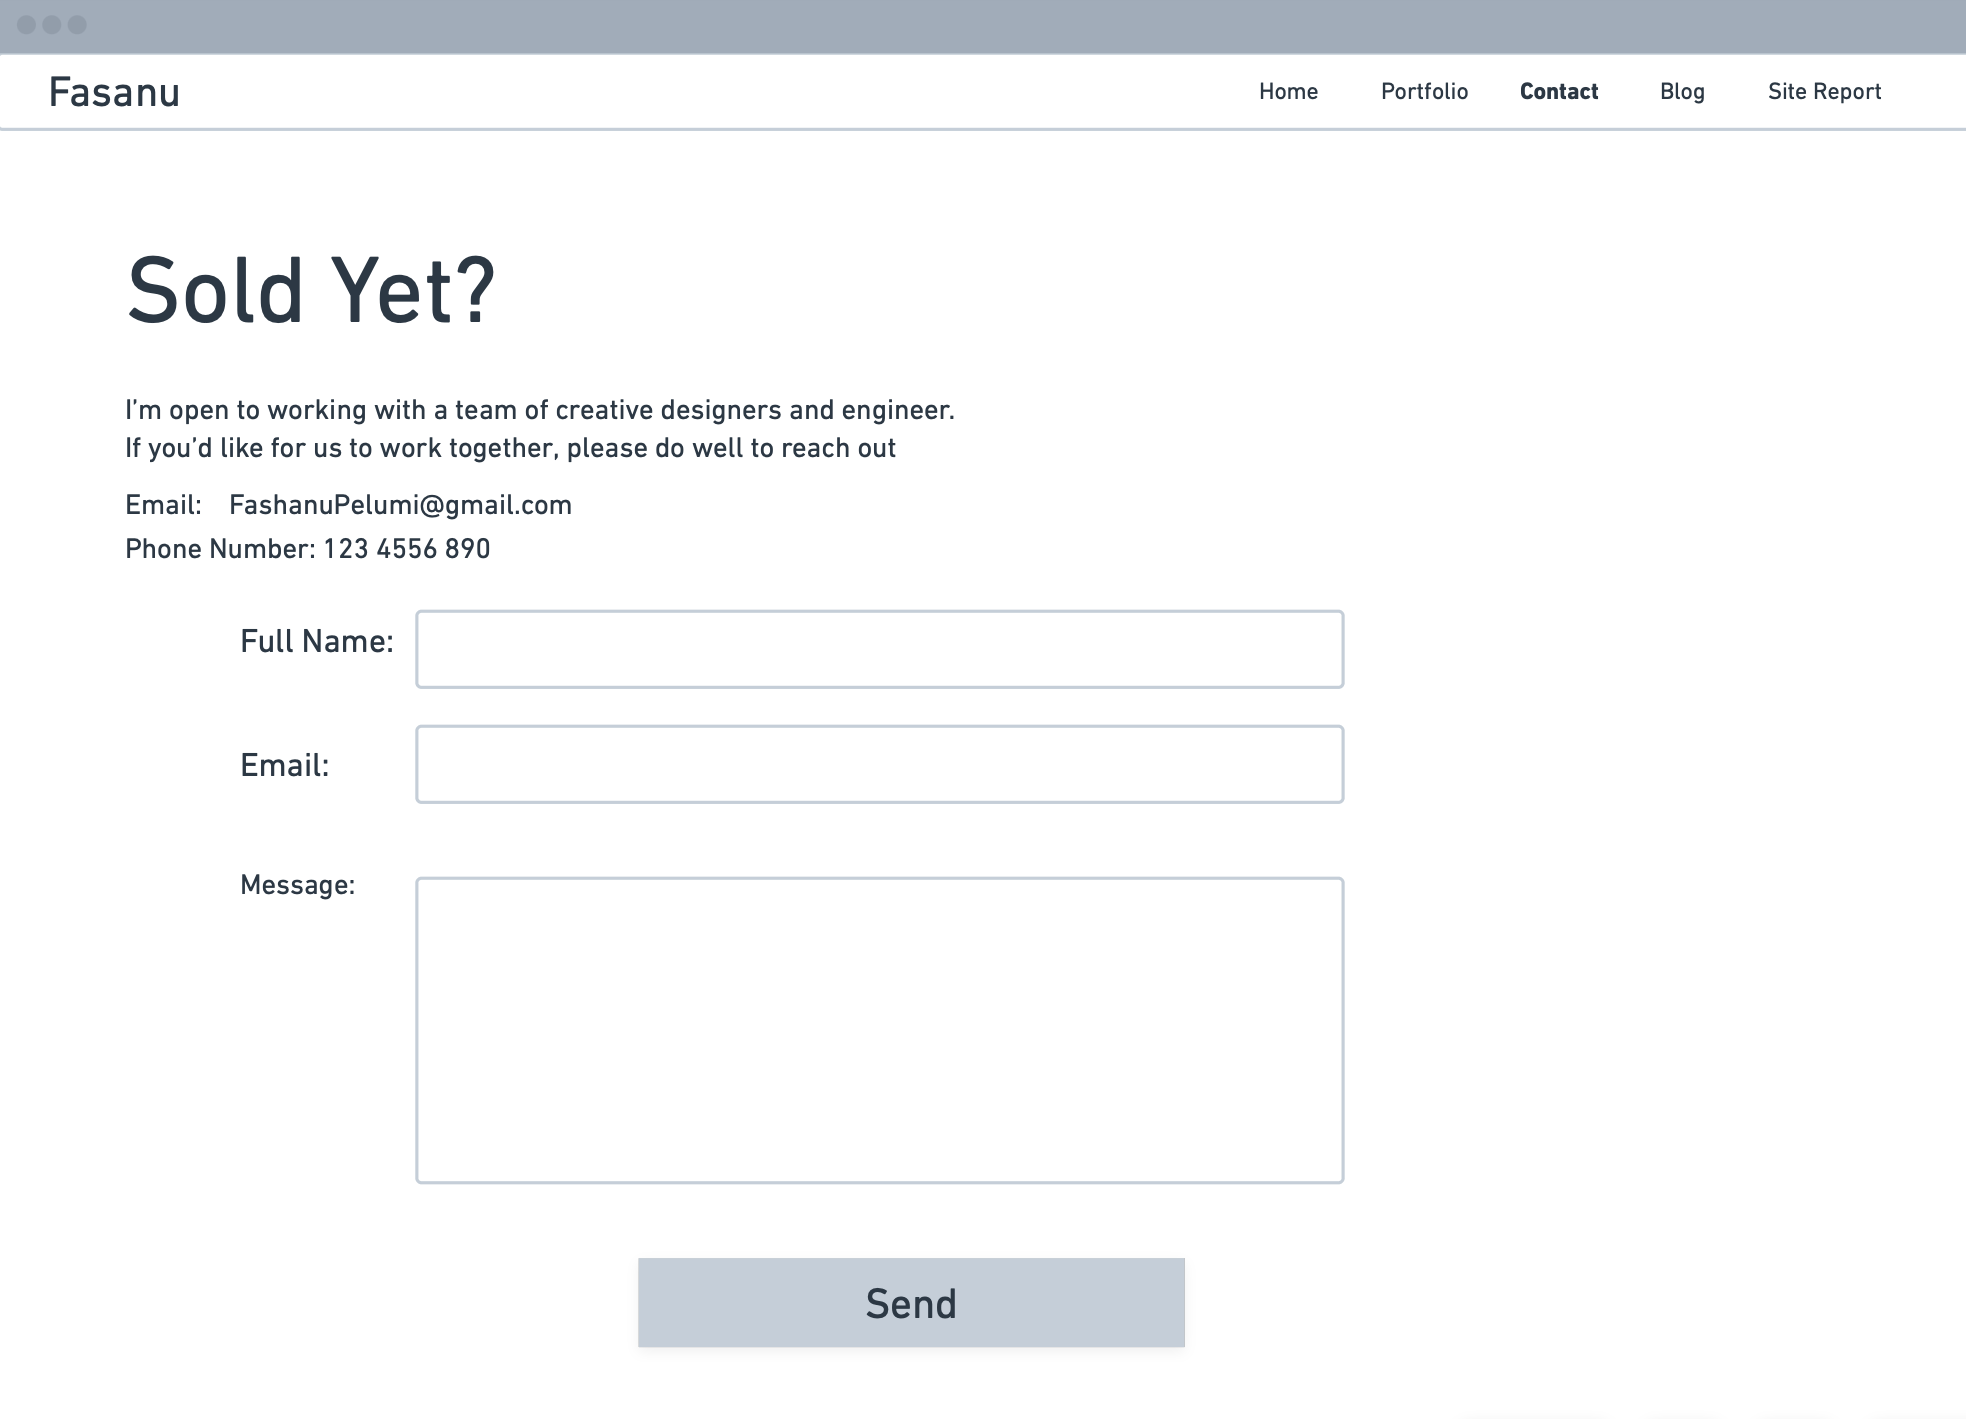 Fasanu
Home Portfolio Contact Blog Site Report
Sold Yet?
I’m open to working with a team of creative designers and engineer.
If you’d like for us to work together, please do well to reach out
Email: FashanuPelumi@gmail.com
Phone Number: 123 4556 890
Full Name:
Email:
Message:
Send